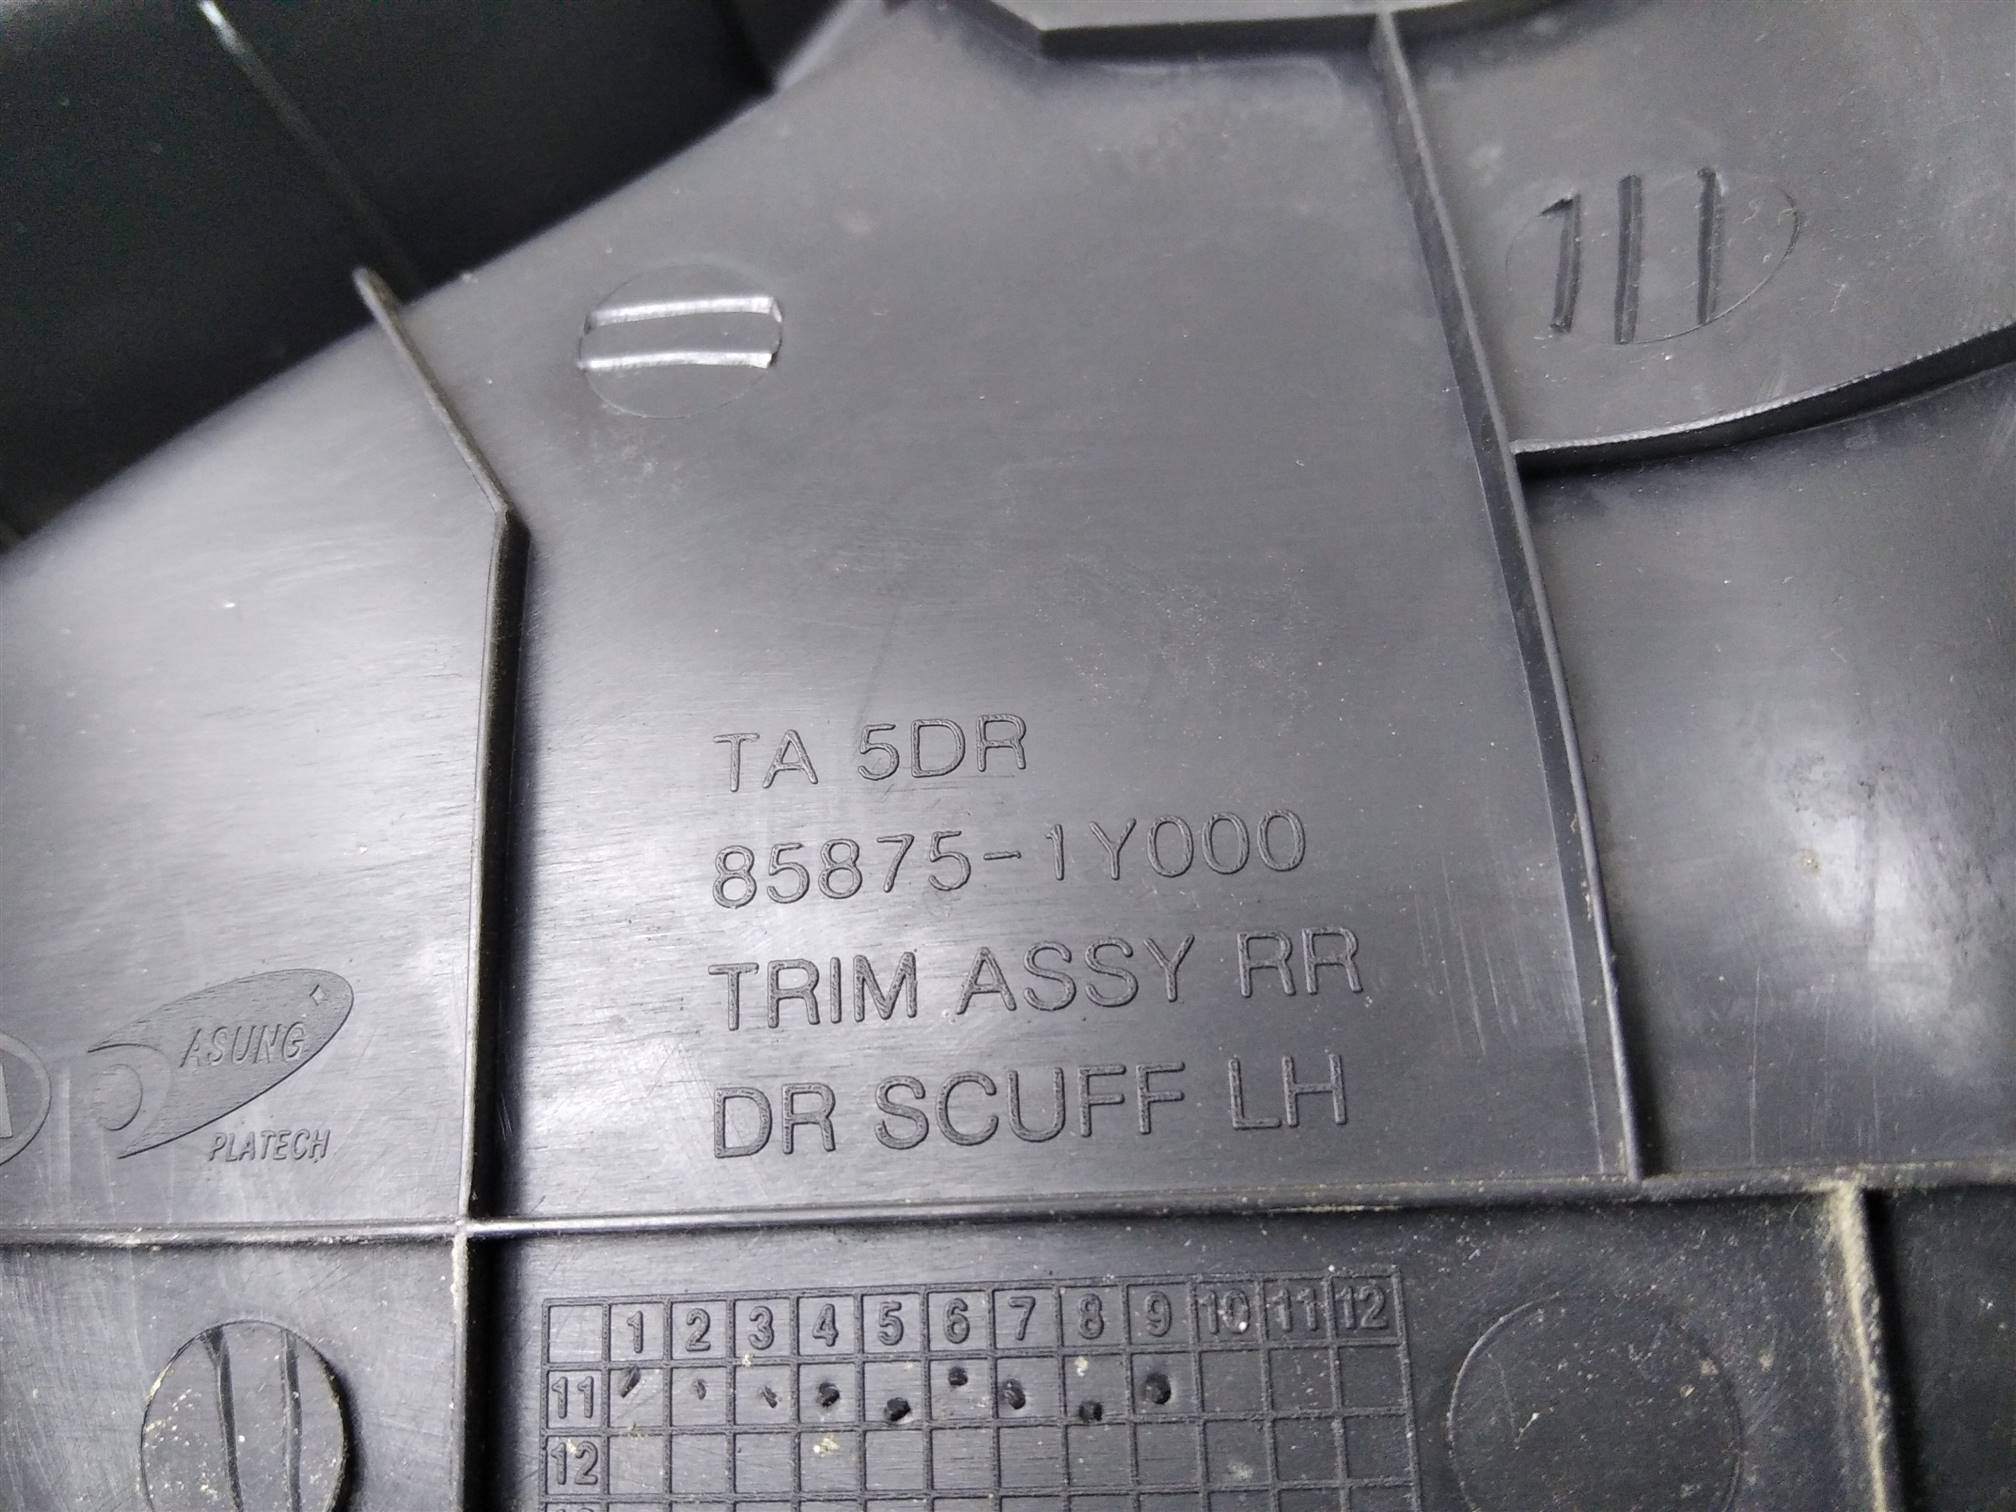 TA 5DR
85875-1Y000
TRIM ASSY RR
DR SCUFF LH
ASUNG
PLATECH
1 2 3 4 5 6 7 8 9 10 11 12
11
12